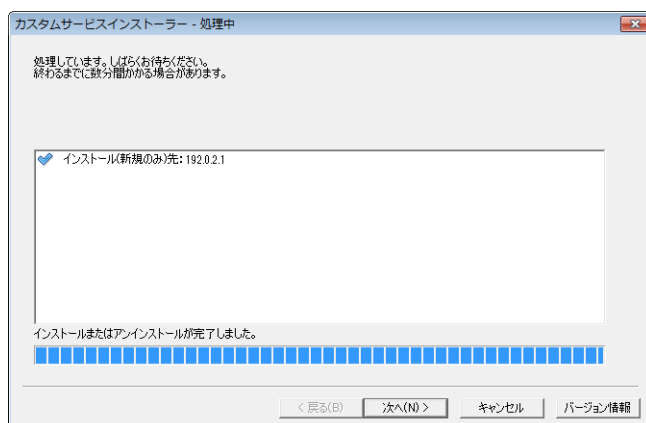 カスタムサービスインストーラー - 処理中
処理しています。しばらくお待ちください。
終わるまでに数分間かかる場合があります。
インストール(新規のみ)先: 192.0.2.1
インストールまたはアンインストールが完了しました。
< 戻る(B)
次へ(N) >
キャンセル
バージョン情報